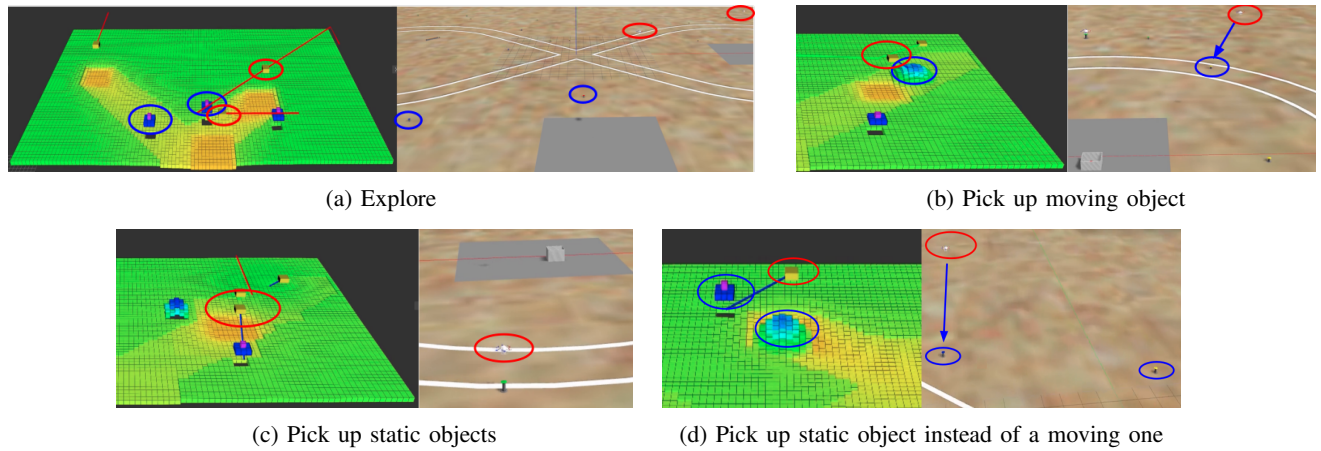 (a) Explore
(b) Pick up moving object
(c) Pick up static objects
(d) Pick up static object instead of a moving one